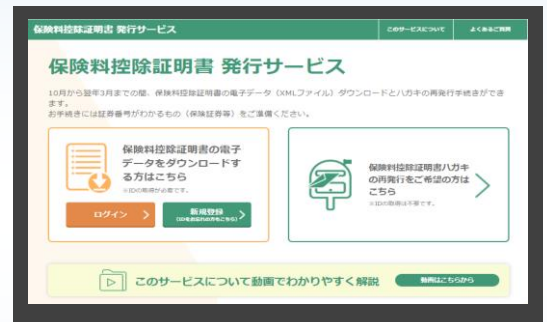 保険料控除証明書 発行サービス
このサービスについて
よくあるご質問
保険料控除証明書 発行サービス
10月から翌年3月までの間、保険料控除証明書の電子データ（XMLファイル）ダウンロードとハガキの再発行手続きができ
ます。
お手続きには証券番号がわかるもの（保険証券等）をご準備ください。
保険料控除証明書の電子
データをダウンロードす
る方はこちら
※IDの取得が必要です。
ログイン
新規登録
(IDをお忘れの方もこちら)
保険料控除証明書ハガキ
の再発行をご希望の方は
こちら
※IDの取得は不要です。
このサービスについて動画でわかりやすく解説
動画はこちらから